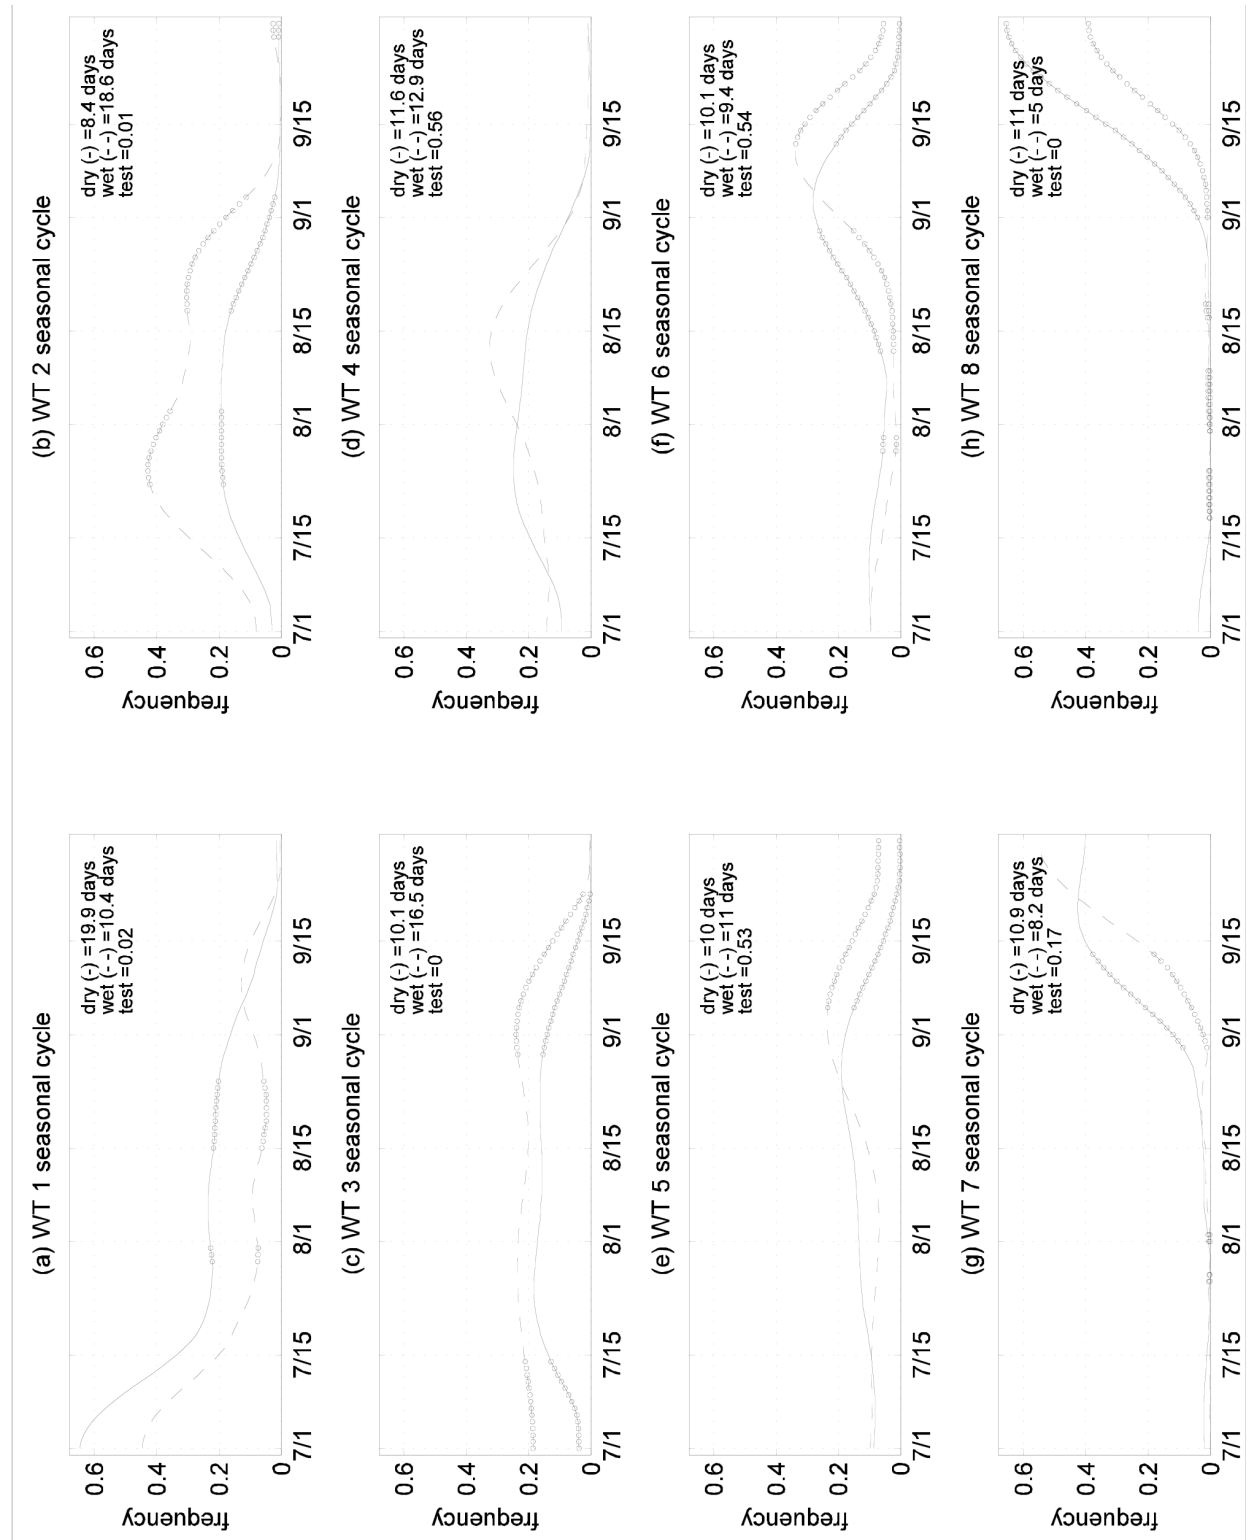 (a) WT 1 seasonal cycle
dry (-) =19.9 days
wet (- -) =10.4 days
test =0.02
frequency
0.6
0.4
0.2
0
7/1 7/15 8/1 8/15 9/1 9/15
(b) WT 2 seasonal cycle
dry (-) =8.4 days
wet (- -) =18.6 days
test =0.01
frequency
0.6
0.4
0.2
0
7/1 7/15 8/1 8/15 9/1 9/15
(c) WT 3 seasonal cycle
dry (-) =10.1 days
wet (- -) =16.5 days
test =0
frequency
0.6
0.4
0.2
0
7/1 7/15 8/1 8/15 9/1 9/15
(d) WT 4 seasonal cycle
dry (-) =11.6 days
wet (- -) =12.9 days
test =0.56
frequency
0.6
0.4
0.2
0
7/1 7/15 8/1 8/15 9/1 9/15
(e) WT 5 seasonal cycle
dry (-) =10 days
wet (- -) =11 days
test =0.53
frequency
0.6
0.4
0.2
0
7/1 7/15 8/1 8/15 9/1 9/15
(f) WT 6 seasonal cycle
dry (-) =10.1 days
wet (- -) =9.4 days
test =0.54
frequency
0.6
0.4
0.2
0
7/1 7/15 8/1 8/15 9/1 9/15
(g) WT 7 seasonal cycle
dry (-) =10.9 days
wet (- -) =8.2 days
test =0.17
frequency
0.6
0.4
0.2
0
7/1 7/15 8/1 8/15 9/1 9/15
(h) WT 8 seasonal cycle
dry (-) =11 days
wet (- -) =5 days
test =0
frequency
0.6
0.4
0.2
0
7/1 7/15 8/1 8/15 9/1 9/15